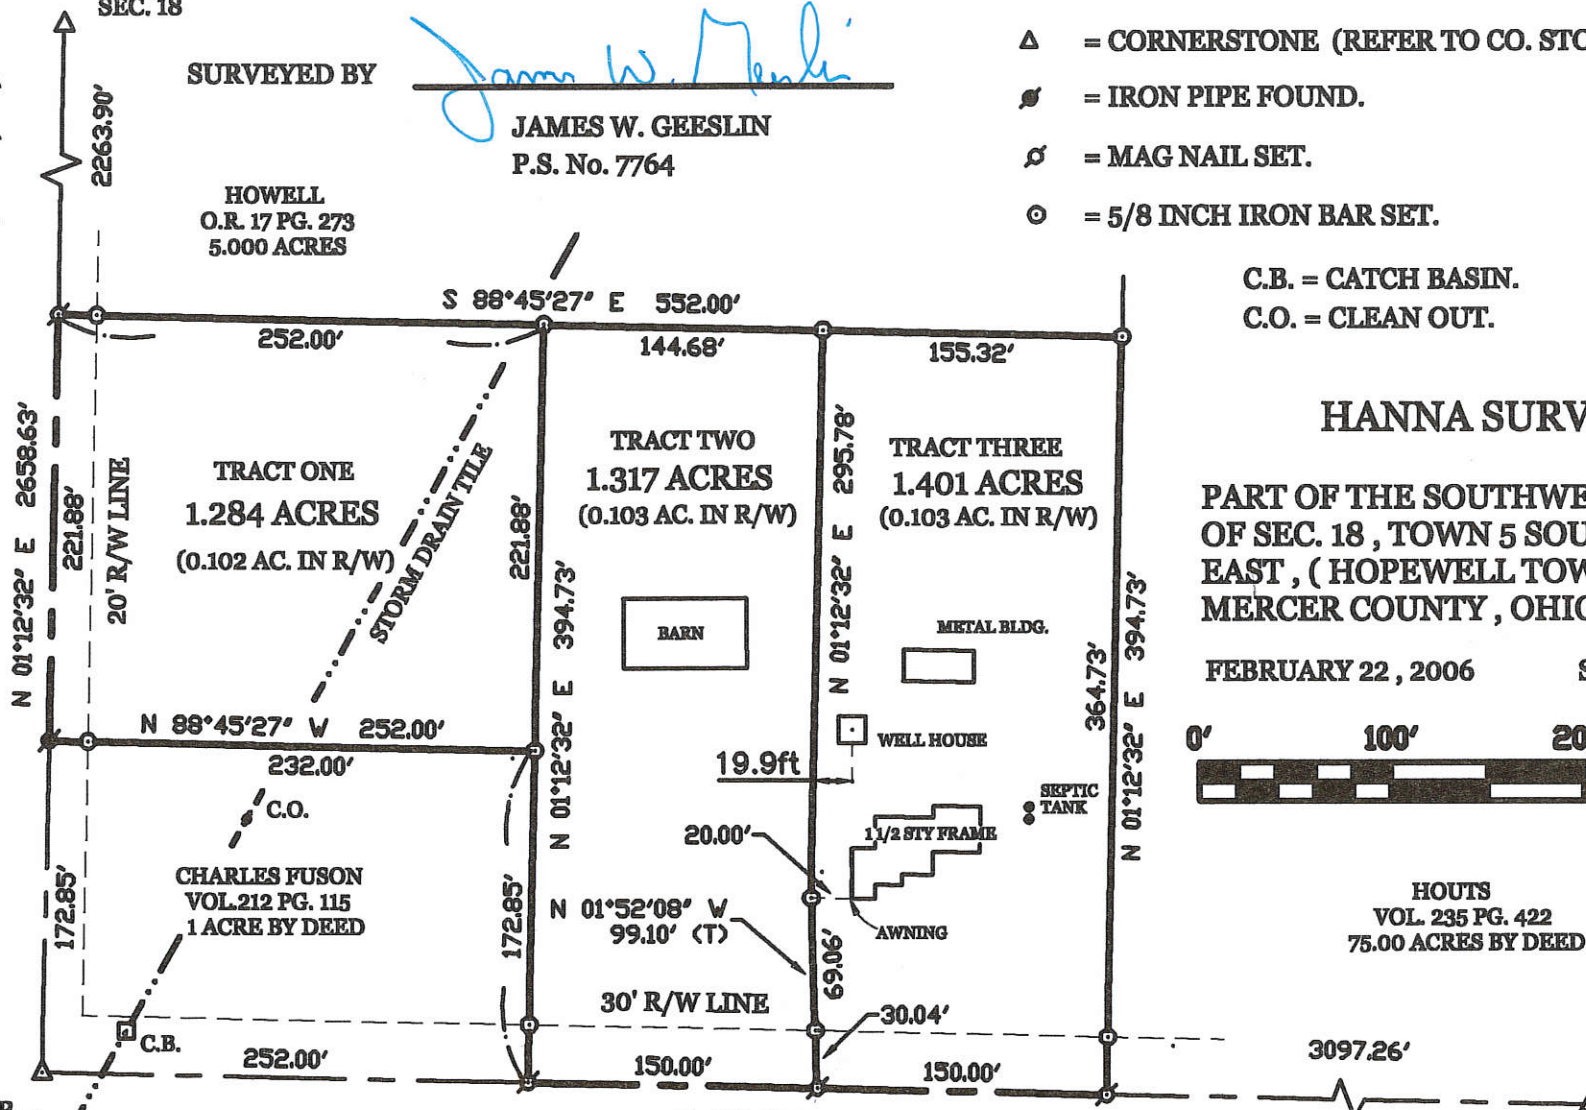 SEC. 18
SURVEYED BY
James W. Geeslin
JAMES W. GEESLIN
P.S. No. 7764
= CORNERSTONE (REFER TO CO. STO
= IRON PIPE FOUND.
= MAG NAIL SET.
= 5/8 INCH IRON BAR SET.
C.B. = CATCH BASIN.
C.O. = CLEAN OUT.
2263.90'
HOWELL
O.R. 17 PG. 273
5.000 ACRES
S 88°45'27" E 552.00'
252.00'
144.68'
155.32'
N 01°12'32" E 2658.63'
221.88'
20' R/W LINE
TRACT ONE
1.284 ACRES
(0.102 AC. IN R/W)
STORM DRAIN TILE
221.88'
N 01°12'32" E 394.73'
TRACT TWO
1.317 ACRES
(0.103 AC. IN R/W)
BARN
N 01°12'32" E 295.78'
TRACT THREE
1.401 ACRES
(0.103 AC. IN R/W)
METAL BLDG.
364.73'
N 01°12'32" E 394.73'
HANNA SURV
PART OF THE SOUTHWE
OF SEC. 18 , TOWN 5 SOU
EAST , ( HOPEWELL TOW
MERCER COUNTY , OHIO
FEBRUARY 22 , 2006 S
0' 100' 20
N 88°45'27" W 252.00'
232.00'
C.O.
WELL HOUSE
19.9ft
SEPTIC
TANK
20.00'
1 1/2 STY FRAME
AWNING
172.85'
CHARLES FUSON
VOL.212 PG. 115
1 ACRE BY DEED
172.85'
N 01°52'08" W
99.10' (T)
69.06'
HOUTS
VOL. 235 PG. 422
75.00 ACRES BY DEED
30' R/W LINE
30.04'
C.B.
252.00'
150.00'
150.00'
3097.26'